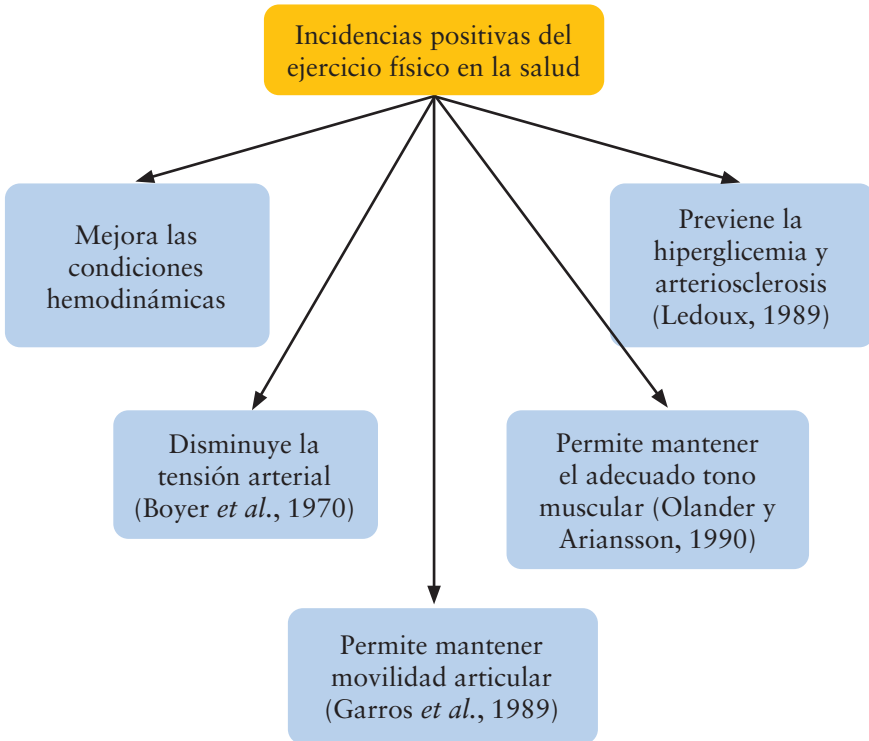 Incidencias positivas del
ejercicio físico en la salud
Mejora las
condiciones
hemodinámicas
Previene la
hiperglicemia y
arteriosclerosis
(Ledoux, 1989)
Disminuye la
tensión arterial
(Boyer et al., 1970)
Permite mantener
el adecuado tono
muscular (Olander y
Ariansson, 1990)
Permite mantener
movilidad articular
(Garros et al., 1989)